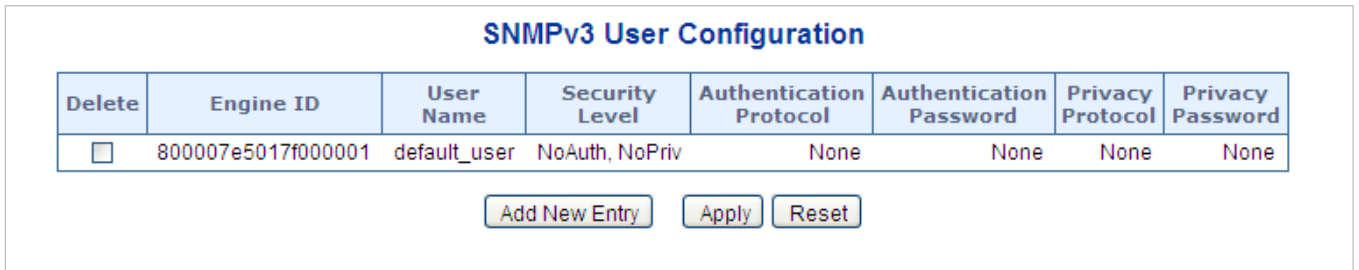 SNMPv3 User Configuration
Delete Engine ID User Name Security Level Authentication Protocol Authentication Password Privacy Protocol Privacy Password
800007e5017f000001 default_user NoAuth, NoPriv None None None None
Add New Entry Apply Reset